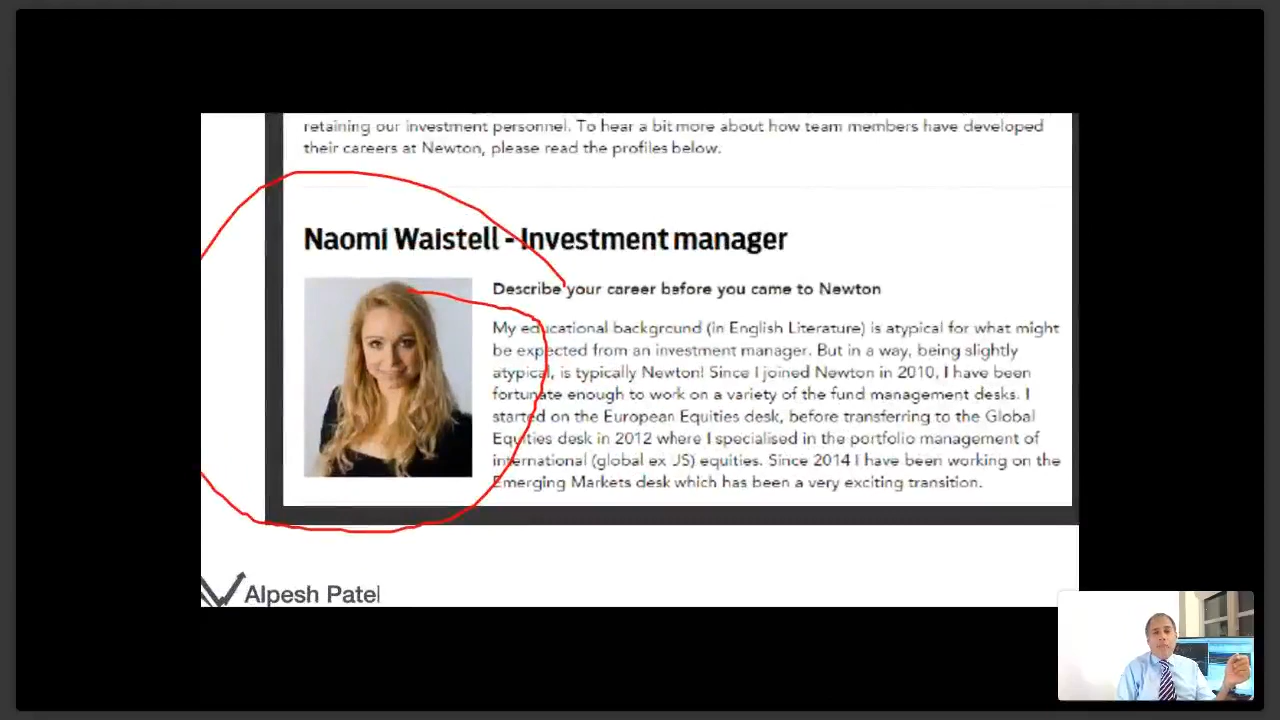 retaining our investment personnel. To hear a bit more about how team members have developed
their careers at Newton, please read the profiles below.
Naomi Waistell - Investment manager
Describe your career before you came to Newton
My educational background (in English Literature) is atypical for what might
be expected from an investment manager. But in a way, being slightly
atypical, is typically Newton! Since I joined Newton in 2010, I have been
fortunate enough to work on a variety of the fund management desks. I
started on the European Equities desk, before transferring to the Global
Equities desk in 2012 where I specialised in the portfolio management of
international (global ex US) equities. Since 2014 I have been working on the
Emerging Markets desk which has been a very exciting transition.
Alpesh Patel